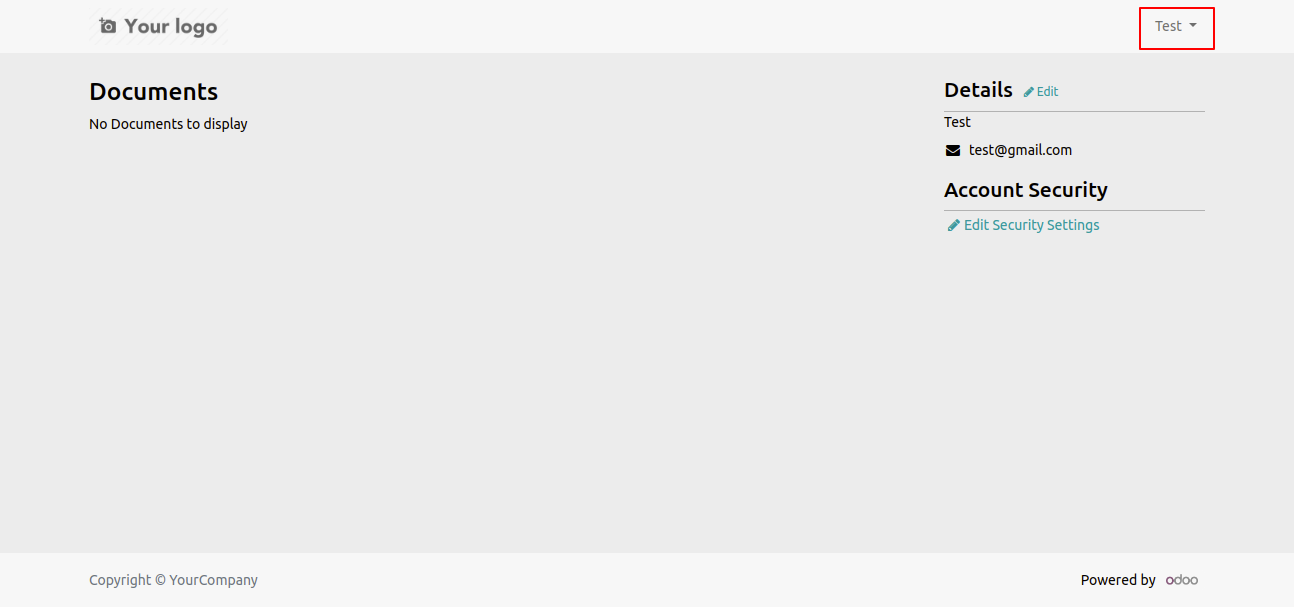 Your logo
Test
Documents
No Documents to display
Details Edit
Test
test@gmail.com
Account Security
Edit Security Settings
Copyright © YourCompany
Powered by odoo